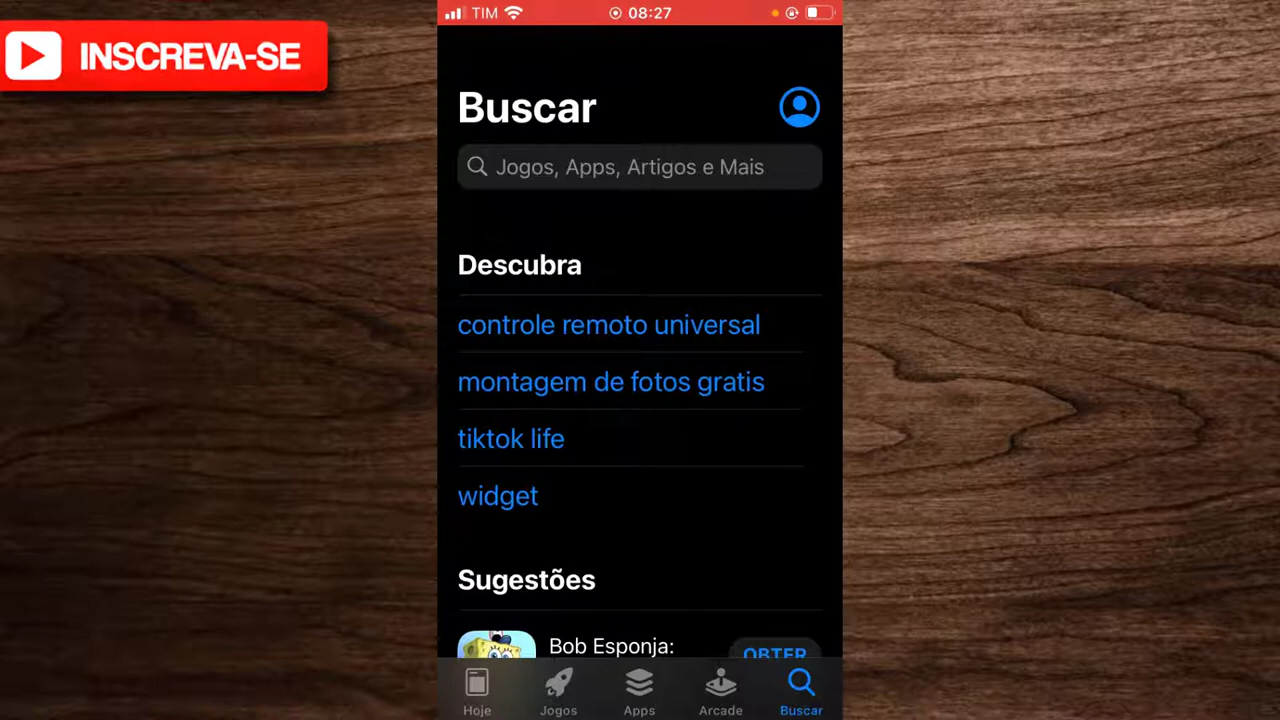 INSCREVA-SE
TIM 08:27
Buscar
Jogos, Apps, Artigos e Mais
Descubra
controle remoto universal
montagem de fotos gratis
tiktok life
widget
Sugestões
Bob Esponja:
OBTER
Hoje Jogos Apps Arcade Buscar